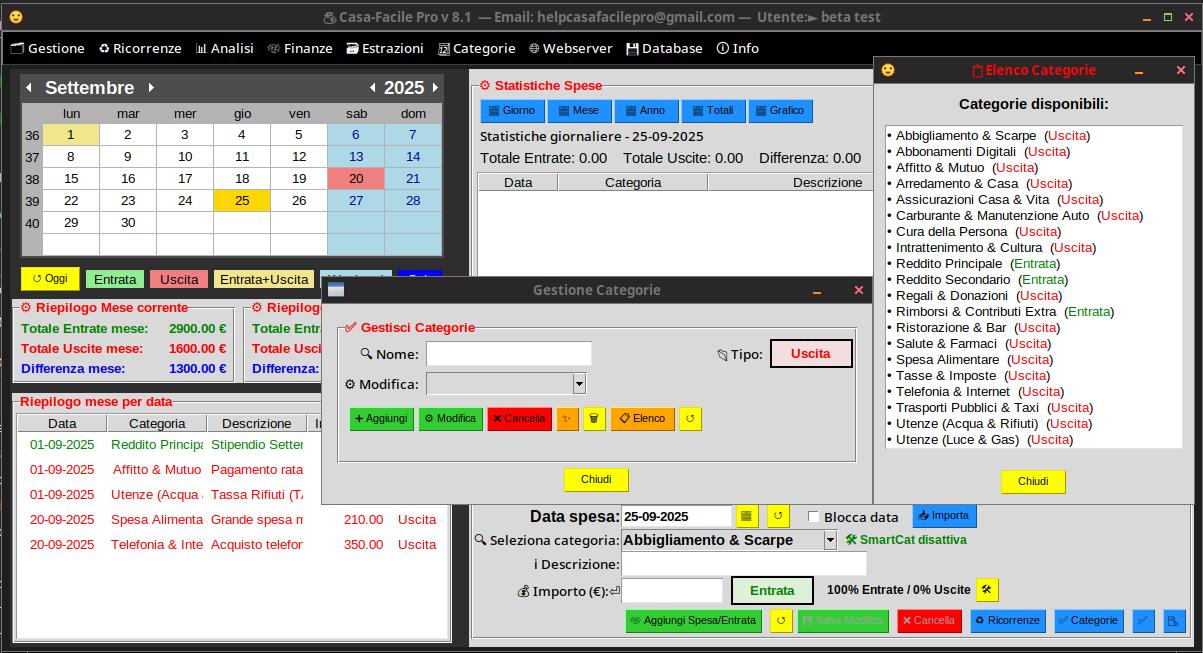 Casa-Facile Pro v 8.1 — Email: helpcasafacilepro@gmail.com — Utente:► beta test
Gestione Ricorrenze Analisi Finanze Estrazioni Categorie Webserver Database Info
Settembre 2025
lun mar mer gio ven sab dom
36 1 2 3 4 5 6 7
37 8 9 10 11 12 13 14
38 15 16 17 18 19 20 21
39 22 23 24 25 26 27 28
40 29 30
Oggi Entrata Uscita Entrata+Uscita
Riepilogo Mese corrente
Totale Entrate mese: 2900.00 €
Totale Uscite mese: 1600.00 €
Differenza mese: 1300.00 €
Riepilog
Totale Entr
Totale Usci
Differenza:
Riepilogo mese per data
Data Categoria Descrizione
01-09-2025 Reddito Principa Stipendio Setter
01-09-2025 Affitto & Mutuo Pagamento rata
01-09-2025 Utenze (Acqua Tassa Rifiuti (T
20-09-2025 Spesa Alimenta Grande spesa m 210.00 Uscita
20-09-2025 Telefonia & Inte Acquisto telefor 350.00 Uscita
Statistiche Spese
Giorno Mese Anno Totali Grafico
Statistiche giornaliere - 25-09-2025
Totale Entrate: 0.00 Totale Uscite: 0.00 Differenza: 0.00
Data Categoria Descrizione
Gestione Categorie
Gestisci Categorie
Nome: Tipo: Uscita
Modifica:
Aggiungi Modifica Cancella Elenco
Chiudi
Elenco Categorie
Categorie disponibili:
• Abbigliamento & Scarpe (Uscita)
• Abbonamenti Digitali (Uscita)
• Affitto & Mutuo (Uscita)
• Arredamento & Casa (Uscita)
• Assicurazioni Casa & Vita (Uscita)
• Carburante & Manutenzione Auto (Uscita)
• Cura della Persona (Uscita)
• Intrattenimento & Cultura (Uscita)
• Reddito Principale (Entrata)
• Reddito Secondario (Entrata)
• Regali & Donazioni (Uscita)
• Rimborsi & Contributi Extra (Entrata)
• Ristorazione & Bar (Uscita)
• Salute & Farmaci (Uscita)
• Spesa Alimentare (Uscita)
• Tasse & Imposte (Uscita)
• Telefonia & Internet (Uscita)
• Trasporti Pubblici & Taxi (Uscita)
• Utenze (Acqua & Rifiuti) (Uscita)
• Utenze (Luce & Gas) (Uscita)
Chiudi
Data spesa: 25-09-2025 Blocca data Importa
Seleziona categoria: Abbigliamento & Scarpe SmartCat disattiva
Descrizione:
Importo (€): Entrata 100% Entrate / 0% Uscite
Aggiungi Spesa/Entrata Salva Modifica Cancella Ricorrenze Categorie